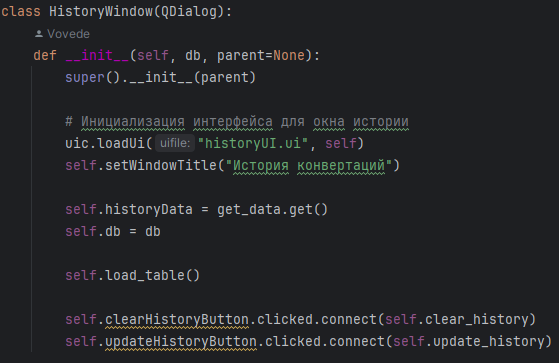 class HistoryWindow(QDialog):
Vovede
def __init__(self, db, parent=None):
super().__init__(parent)
# Инициализация интерфейса для окна истории
uic.loadUi(uifile: "historyUI.ui", self)
self.setWindowTitle("История конвертаций")
self.historyData = get_data.get()
self.db = db
self.load_table()
self.clearHistoryButton.clicked.connect(self.clear_history)
self.updateHistoryButton.clicked.connect(self.update_history)